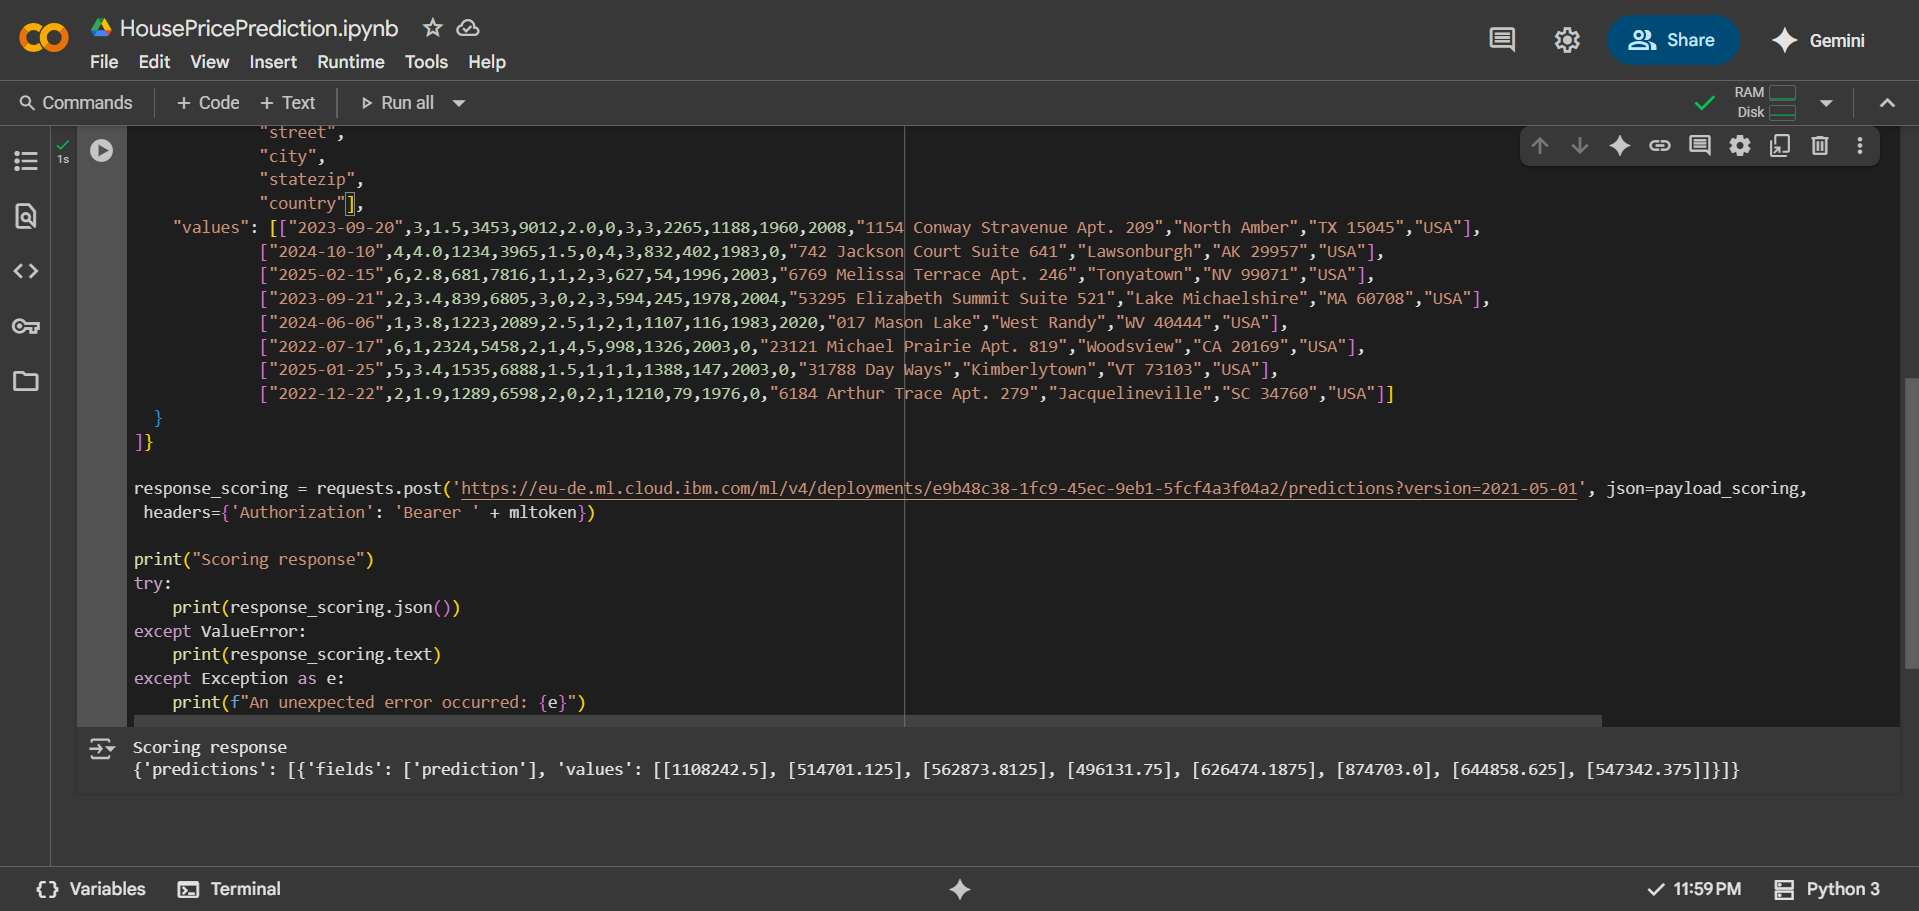 HousePricePrediction.ipynb
File Edit View Insert Runtime Tools Help
Share
Gemini
Commands + Code + Text Run all
RAM
Disk
1s
"street",
"city",
"statezip",
"country"],
"values": [["2023-09-20",3,1.5,3453,9012,2.0,0,3,3,2265,1188,1960,2008,"1154 Conway Stravenue Apt. 209","North Amber","TX 15045","USA"],
["2024-10-10",4,4.0,1234,3965,1.5,0,4,3,832,402,1983,0,"742 Jackson Court Suite 641","Lawsonburgh","AK 29957","USA"],
["2025-02-15",6,2.8,681,7816,1,1,2,3,627,54,1996,2003,"6769 Melissa Terrace Apt. 246","Tonyatown","NV 99071","USA"],
["2023-09-21",2,3.4,839,6805,3,0,2,3,594,245,1978,2004,"53295 Elizabeth Summit Suite 521","Lake Michaelshire","MA 60708","USA"],
["2024-06-06",1,3.8,1223,2089,2.5,1,2,1,1107,116,1983,2020,"017 Mason Lake","West Randy","WV 40444","USA"],
["2022-07-17",6,1,2324,5458,2,1,4,5,998,1326,2003,0,"23121 Michael Prairie Apt. 819","Woodsview","CA 20169","USA"],
["2025-01-25",5,3.4,1535,6888,1.5,1,1,1,1388,147,2003,0,"31788 Day Ways","Kimberlytown","VT 73103","USA"],
["2022-12-22",2,1.9,1289,6598,2,0,2,1,1210,79,1976,0,"6184 Arthur Trace Apt. 279","Jacquelineville","SC 34760","USA"]]
}
]}
response_scoring = requests.post('https://eu-de.ml.cloud.ibm.com/ml/v4/deployments/e9b48c38-1fc9-45ec-9eb1-5fcf4a3f04a2/predictions?version=2021-05-01', json=payload_scoring,
headers={'Authorization': 'Bearer ' + mltoken})
print("Scoring response")
try:
print(response_scoring.json())
except ValueError:
print(response_scoring.text)
except Exception as e:
print(f"An unexpected error occurred: {e}")
Scoring response
{'predictions': [{'fields': ['prediction'], 'values': [[1108242.5], [514701.125], [562873.8125], [496131.75], [626474.1875], [874703.0], [644858.625], [547342.375]]}]}
Variables Terminal
11:59 PM Python 3